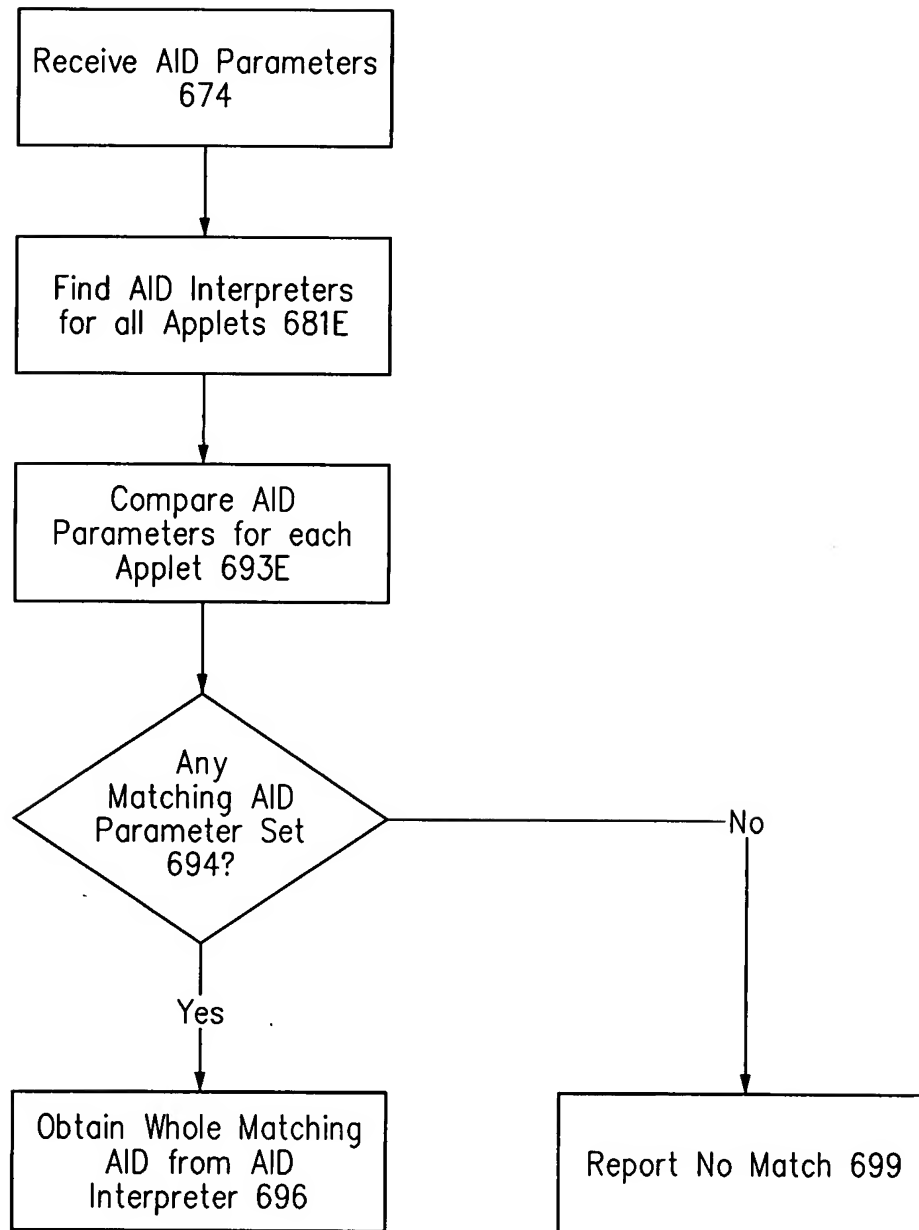 Receive AID Parameters
674
Find AID Interpreters
for all Applets 681E
Compare AID
Parameters for each
Applet 693E
Any
Matching AID
Parameter Set
694?
No
Yes
Obtain Whole Matching
AID from AID
Interpreter 696
Report No Match 699